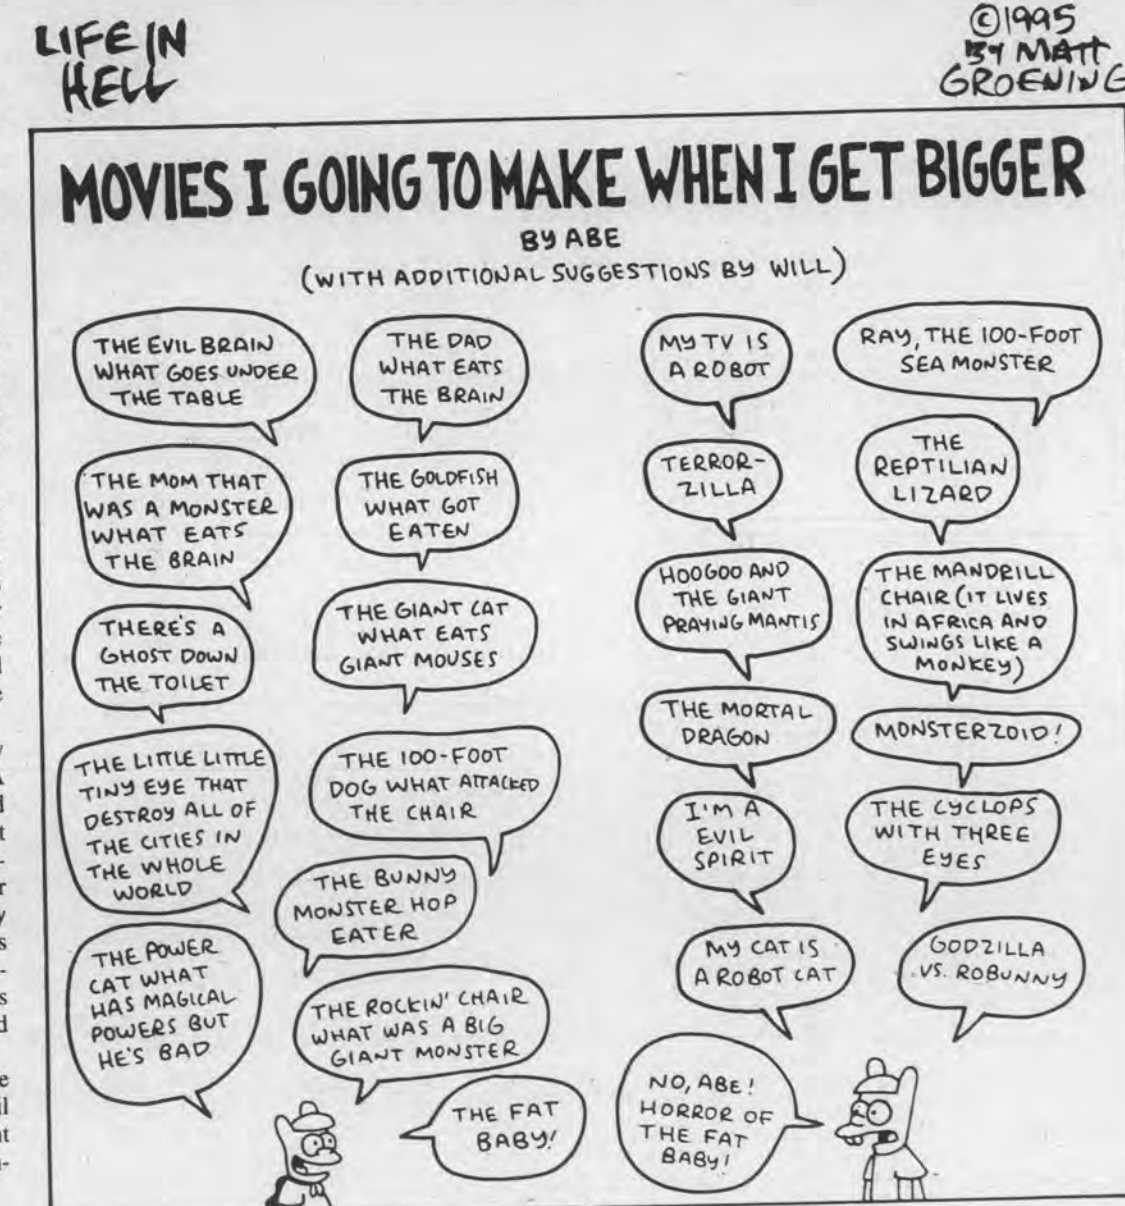 LIFE IN
HELL
©1995
BY MATT
GROENING
MOVIES I GOING TO MAKE WHEN I GET BIGGER
BY ABE
(WITH ADDITIONAL SUGGESTIONS BY WILL)
THE EVIL BRAIN
WHAT GOES UNDER
THE TABLE
THE DAD
WHAT EATS
THE BRAIN
THE MOM THAT
WAS A MONSTER
WHAT EATS
THE BRAIN
THE GOLDFISH
WHAT GOT
EATEN
THERE'S A
GHOST DOWN
THE TOILET
THE GIANT CAT
WHAT EATS
GIANT MOUSES
THE LITTLE LITTLE
TINY EYE THAT
DESTROY ALL OF
THE CITIES IN
THE WHOLE
WORLD
THE 100-FOOT
DOG WHAT ATTACKED
THE CHAIR
THE BUNNY
MONSTER HOP
EATER
THE POWER
CAT WHAT
HAS MAGICAL
POWERS BUT
HE'S BAD
THE ROCKIN' CHAIR
WHAT WAS A BIG
GIANT MONSTER
THE FAT
BABY!
MY TV IS
A ROBOT
RAY, THE 100-FOOT
SEA MONSTER
TERROR-
ZILLA
THE
REPTILIAN
LIZARD
HOOGOO AND
THE GIANT
PRAYING MANTIS
THE MANDRILL
CHAIR (IT LIVES
IN AFRICA AND
SWINGS LIKE A
MONKEY)
THE MORTAL
DRAGON
MONSTERZOID!
I'M A
EVIL
SPIRIT
THE CYCLOPS
WITH THREE
EYES
MY CAT IS
A ROBOT CAT
GODZILLA
VS. ROBUNNY
NO, ABE!
HORROR OF
THE FAT
BABY!